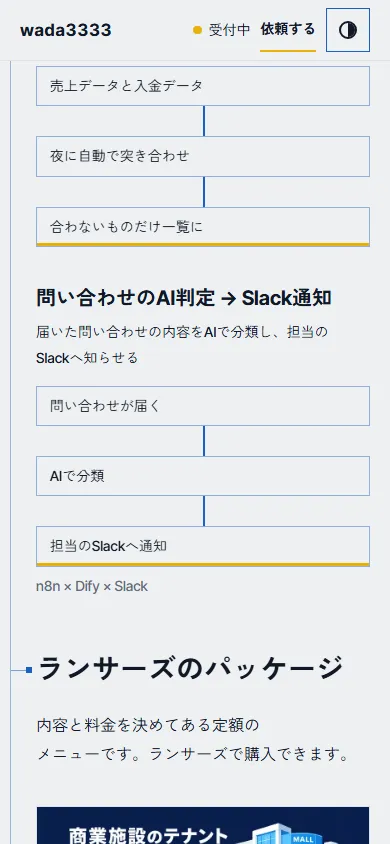 wada3333
受付中
依頼する
売上データと入金データ
夜に自動で突き合わせ
合わないものだけ一覧に
問い合わせのAI判定 → Slack通知
届いた問い合わせの内容をAIで分類し、担当の
Slackへ知らせる
問い合わせが届く
AIで分類
担当のSlackへ通知
n8n × Dify × Slack
ランサーズのパッケージ
内容と料金を決めてある定額の
メニューです。ランサーズで購入できます。
商業施設のテナント
MALL